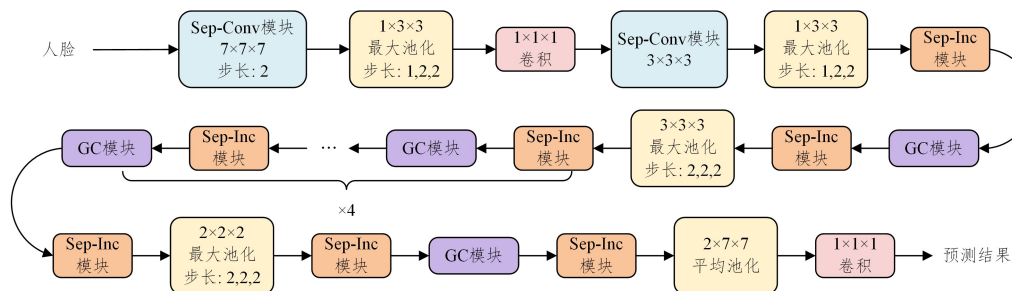 人脸
Sep-Conv模块
7×7×7
步长: 2
1×3×3
最大池化
步长: 1,2,2
1×1×1
卷积
Sep-Conv模块
3×3×3
1×3×3
最大池化
步长: 1,2,2
Sep-Inc
模块
GC模块
Sep-Inc
模块
3×3×3
最大池化
步长: 2,2,2
Sep-Inc
模块
GC模块
...
Sep-Inc
模块
GC模块
×4
Sep-Inc
模块
2×2×2
最大池化
步长: 2,2,2
Sep-Inc
模块
GC模块
Sep-Inc
模块
2×7×7
平均池化
1×1×1
卷积
预测结果